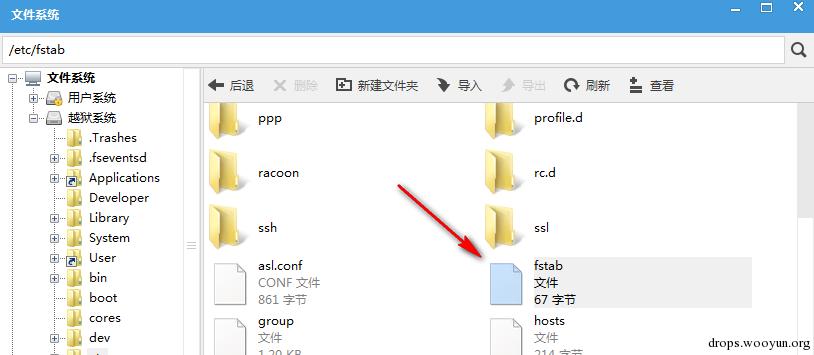 文件系统
/etc/fstab
文件系统
用户系统
越狱系统
.Trashes
.fseventsd
Applications
Developer
Library
System
User
bin
boot
cores
dev
后退 删除 新建文件夹 导入 导出 刷新 查看
ppp
profile.d
racoon
rc.d
ssh
ssl
asl.conf
CONF 文件
861 字节
fstab
文件
67 字节
group
文件
hosts
文件
214 字节
drops.wooyun.org